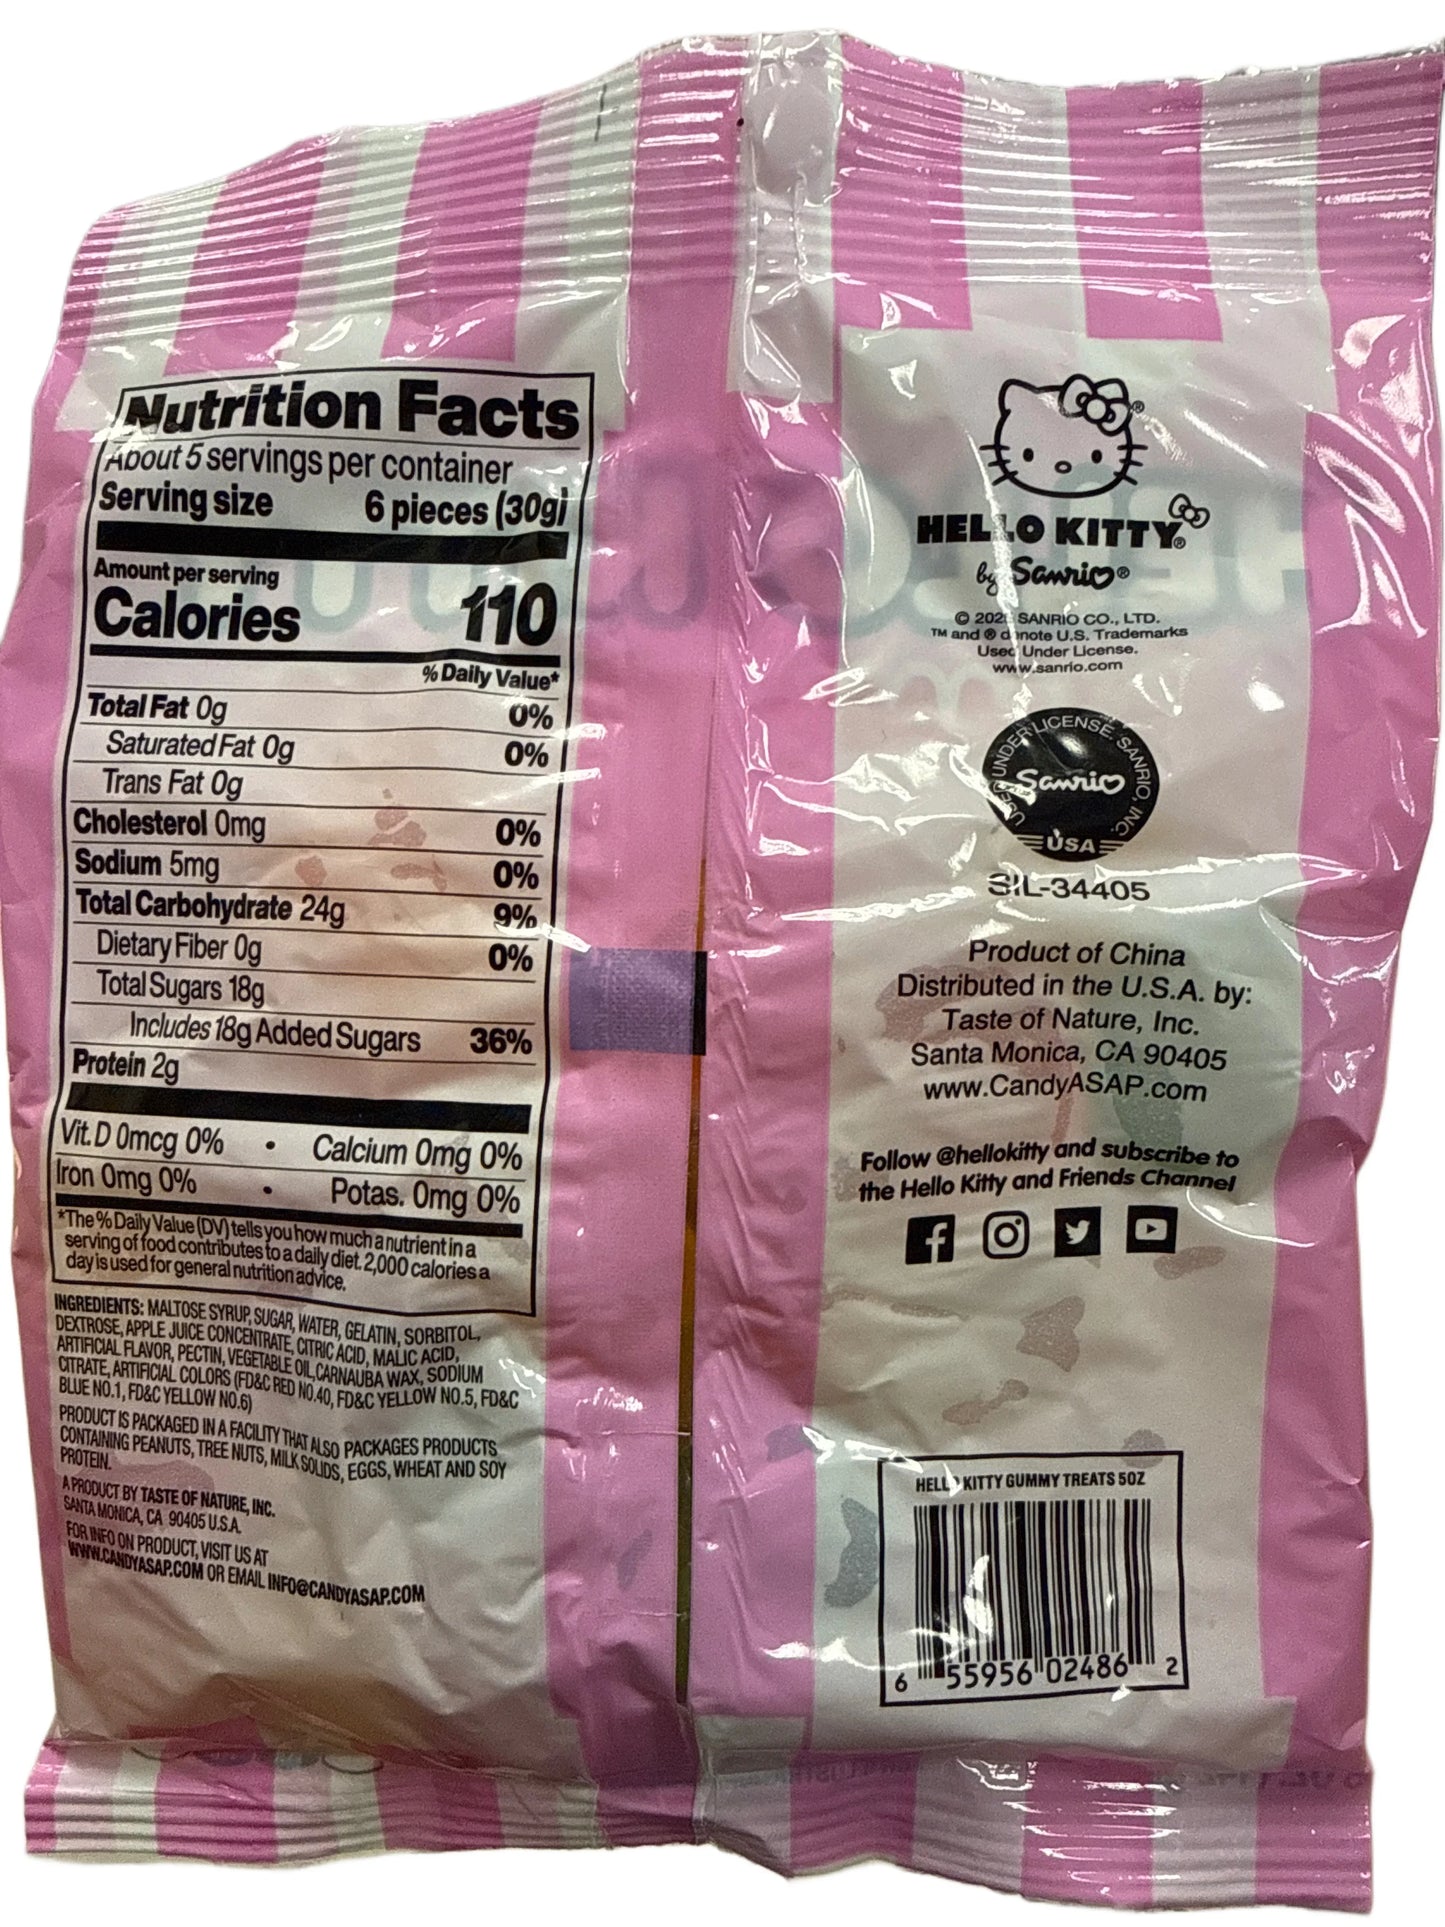 Nutrition Facts
About 5 servings per container
Serving size 6 pieces (30g)
Amount per serving
Calories 110
% Daily Value*
Total Fat 0g 0%
Saturated Fat 0g 0%
Trans Fat 0g
Cholesterol 0mg 0%
Sodium 5mg 0%
Total Carbohydrate 24g 9%
Dietary Fiber 0g 0%
Total Sugars 18g
Includes 18g Added Sugars 36%
Protein 2g
Vit. D 0mcg 0% • Calcium 0mg 0%
Iron 0mg 0% • Potas. 0mg 0%
*The % Daily Value (DV) tells you how much a nutrient in a
serving of food contributes to a daily diet. 2,000 calories a
day is used for general nutrition advice.
INGREDIENTS: MALTOSE SYRUP, SUGAR, WATER, GELATIN, SORBITOL,
DEXTROSE, APPLE JUICE CONCENTRATE, CITRIC ACID, MALIC ACID,
ARTIFICIAL FLAVOR, PECTIN, VEGETABLE OIL, CARNAUBA WAX, SODIUM
CITRATE, ARTIFICIAL COLORS (FD&C RED NO.40, FD&C YELLOW NO.5, FD&C
BLUE NO.1, FD&C YELLOW NO.6)
PRODUCT IS PACKAGED IN A FACILITY THAT ALSO PACKAGES PRODUCTS
CONTAINING PEANUTS, TREE NUTS, MILK SOLIDS, EGGS, WHEAT AND SOY
PROTEIN.
A PRODUCT BY TASTE OF NATURE, INC.
SANTA MONICA, CA 90405 U.S.A.
FOR INFO ON PRODUCT, VISIT US AT
WWW.CANDYASAP.COM OR EMAIL INFO@CANDYASAP.COM
HELLO KITTY®
by Sanrio®
© SANRIO CO., LTD.
TM and ® denote U.S. Trademarks
Used Under License.
www.sanrio.com
USED UNDER LICENSE. SANRIO, INC.
Sanrio
USA
SIL-34405
Product of China
Distributed in the U.S.A. by:
Taste of Nature, Inc.
Santa Monica, CA 90405
www.CandyASAP.com
Follow @hellokitty and subscribe to
the Hello Kitty and Friends Channel
HELLO KITTY GUMMY TREATS 5OZ
6 55956 02486 2